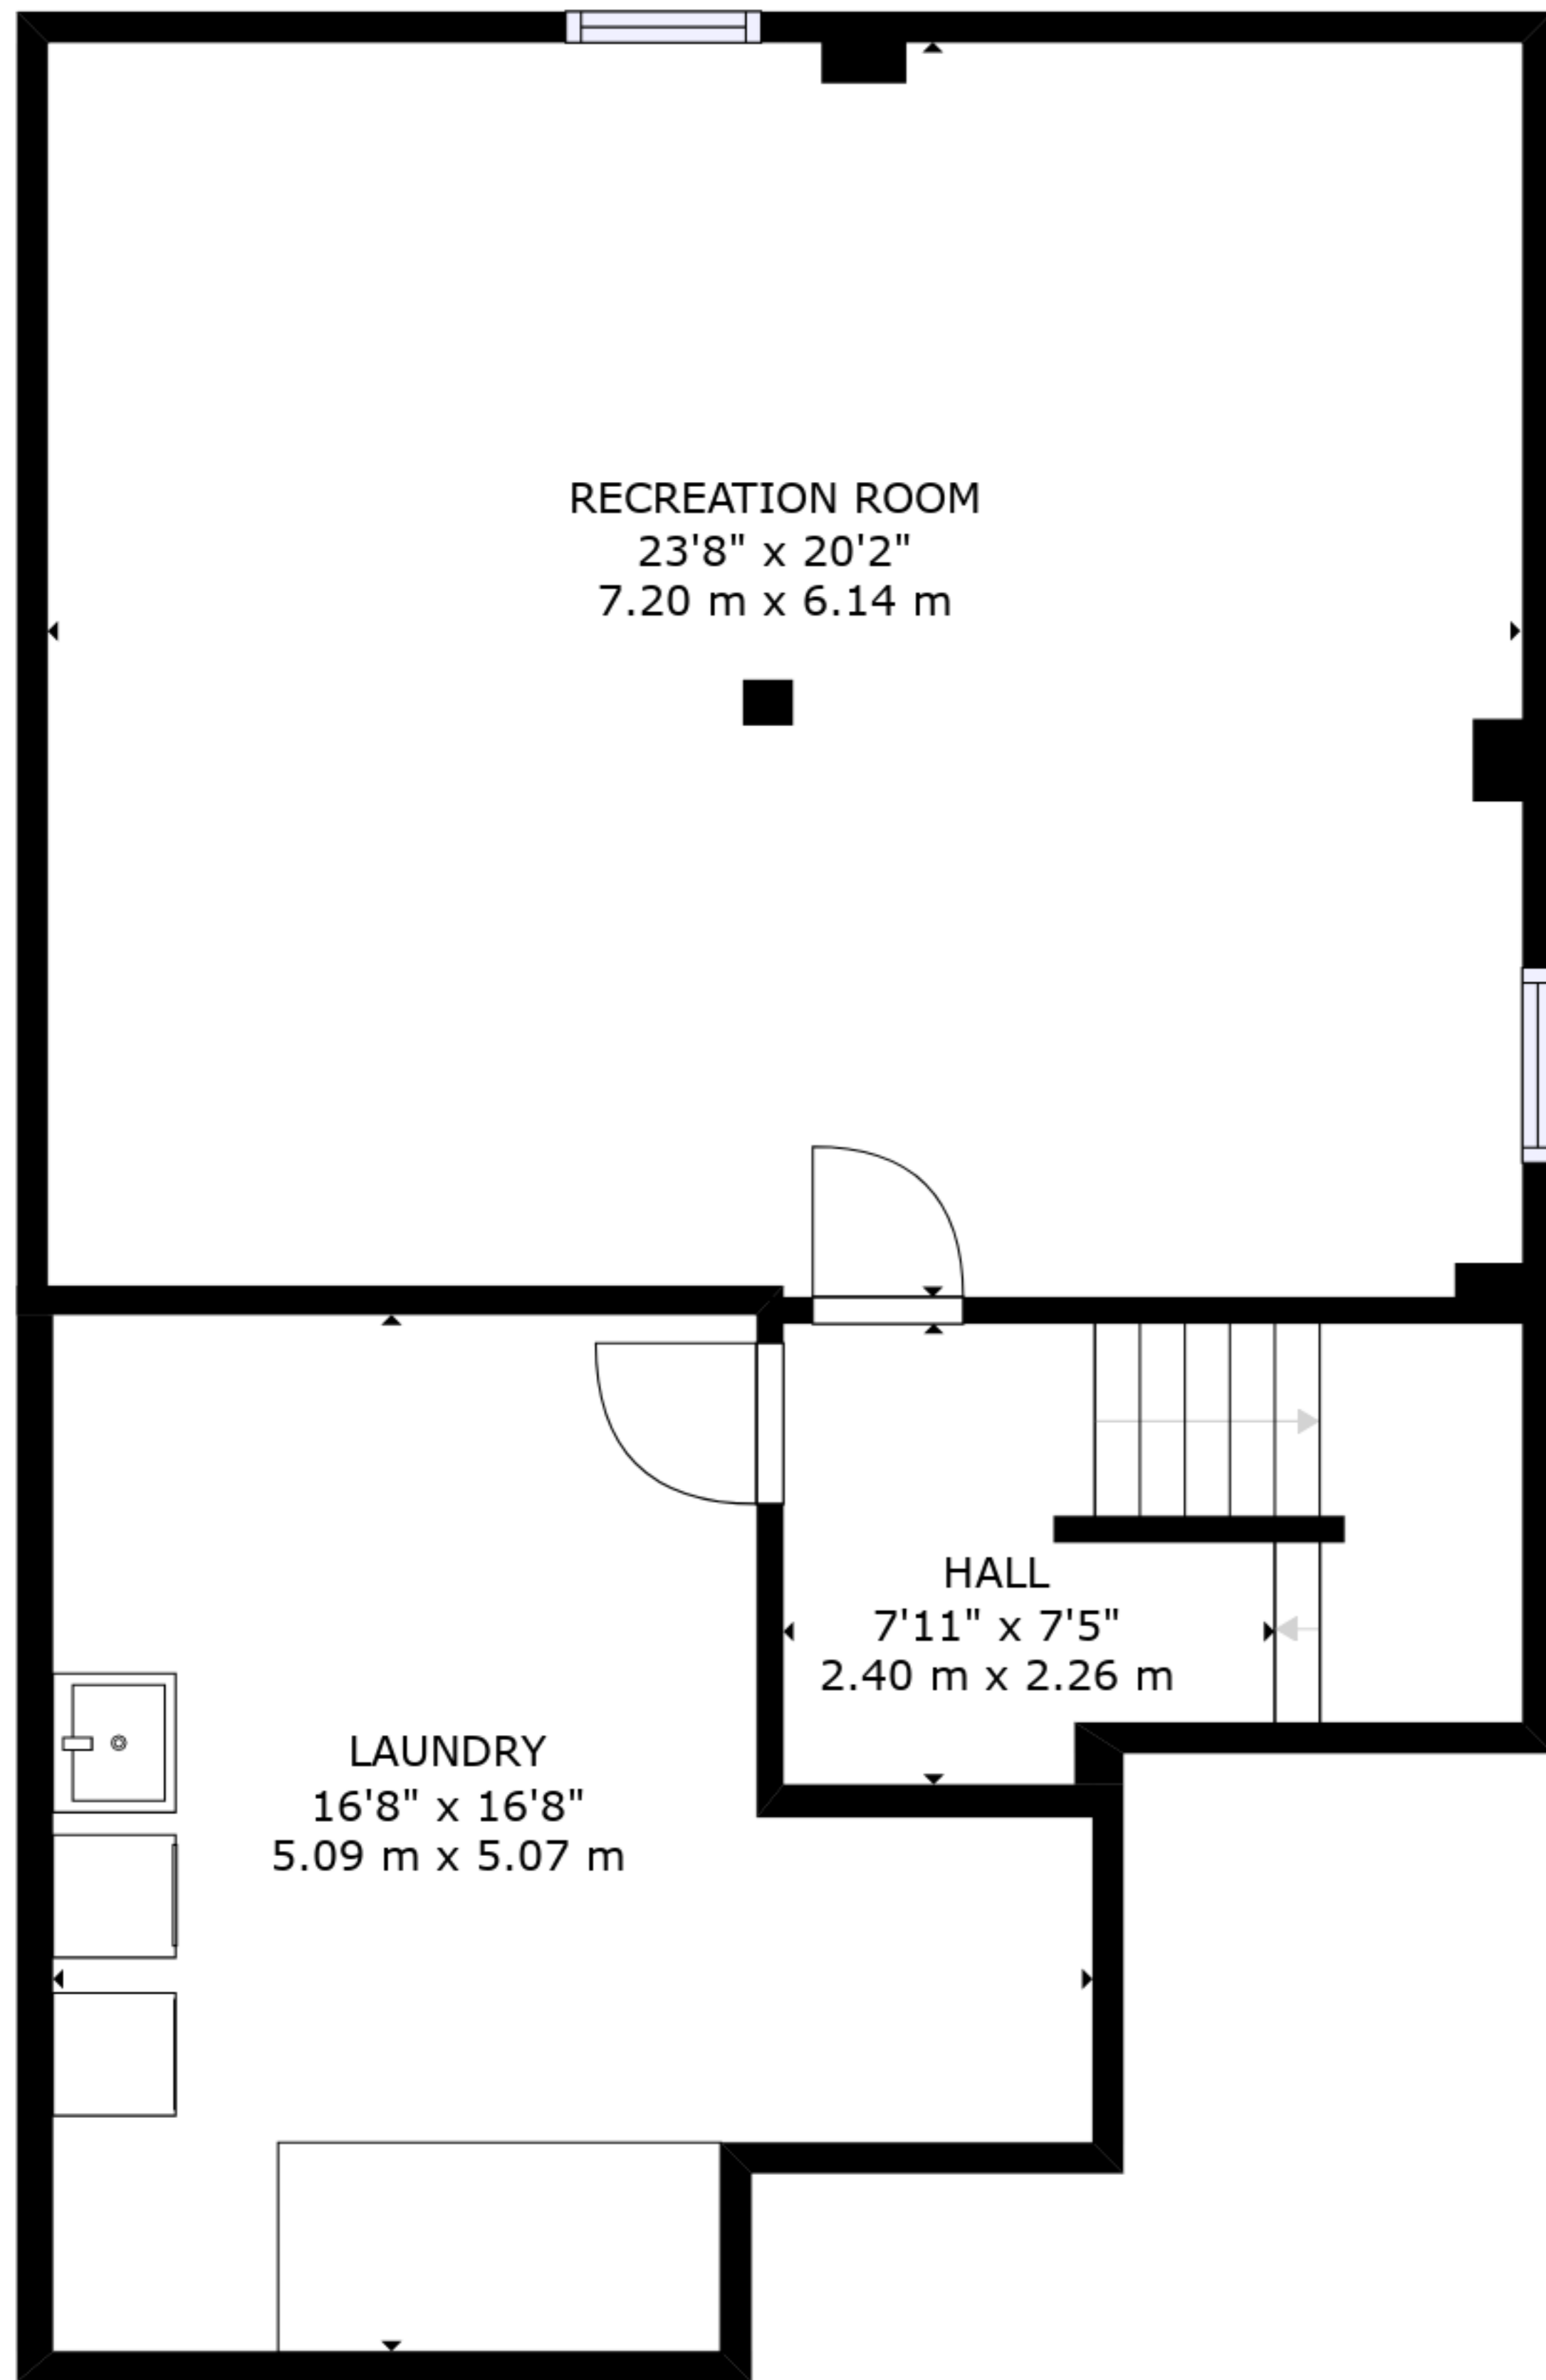 RECREATION ROOM
23'8" x 20'2"
7.20 m x 6.14 m
HALL
7'11" x 7'5"
2.40 m x 2.26 m
LAUNDRY
16'8" x 16'8"
5.09 m x 5.07 m